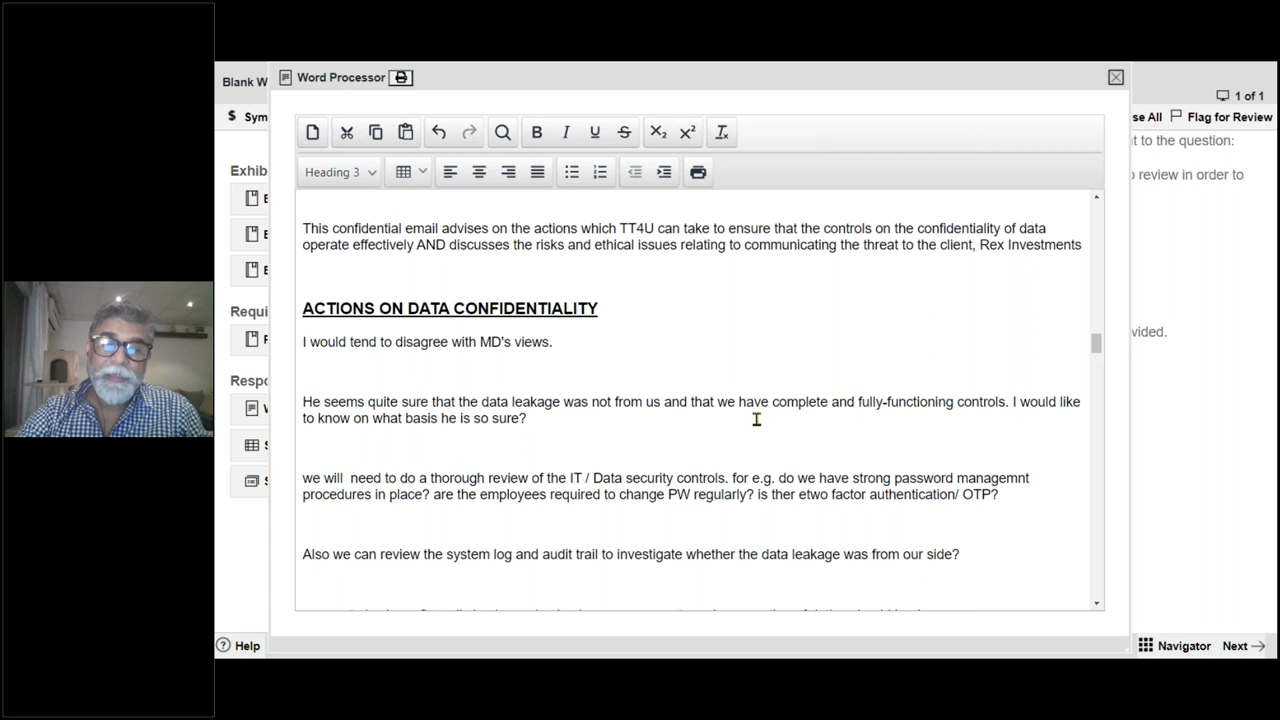 Blank W
Word Processor
1 of 1
$ Sym
se All
Flag for Review
t to the question:
Heading 3
Exhib
o review in order to
This confidential email advises on the actions which TT4U can take to ensure that the controls on the confidentiality of data
operate effectively AND discusses the risks and ethical issues relating to communicating the threat to the client, Rex Investments
ACTIONS ON DATA CONFIDENTIALITY
Requi
vided.
I would tend to disagree with MD's views.
Respo
He seems quite sure that the data leakage was not from us and that we have complete and fully-functioning controls. I would like
to know on what basis he is so sure?
we will  need to do a thorough review of the IT / Data security controls. for e.g. do we have strong password managemnt
procedures in place? are the employees required to change PW regularly? is ther etwo factor authentication/ OTP?
Also we can review the system log and audit trail to investigate whether the data leakage was from our side?
Help
Navigator
Next